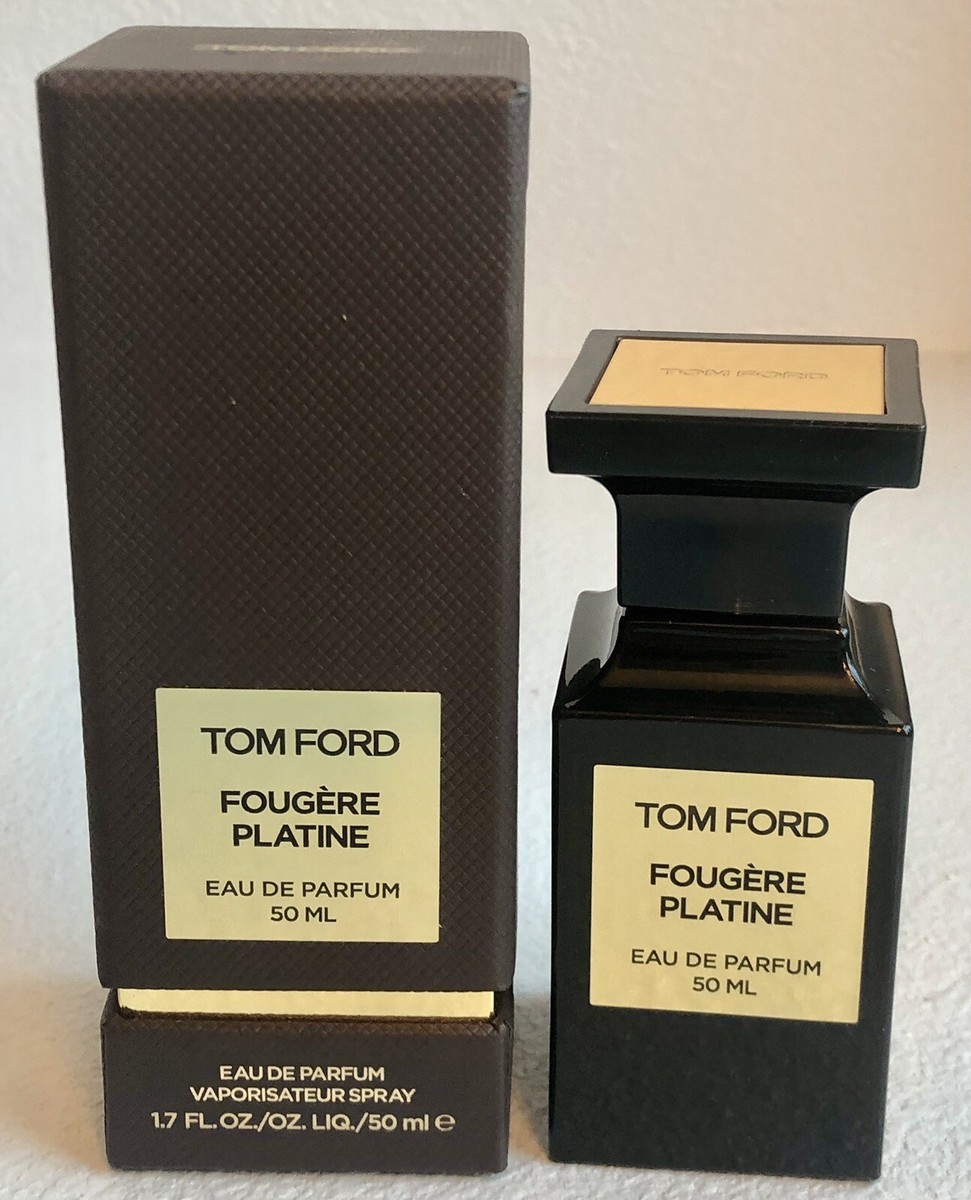 TOM FORD
FOUGÈRE
PLATINE
EAU DE PARFUM
50 ML
EAU DE PARFUM
VAPORISATEUR SPRAY
1.7 FL.OZ./OZ. LIQ./50 ml ℮
TOM FORD
TOM FORD
FOUGÈRE
PLATINE
EAU DE PARFUM
50 ML